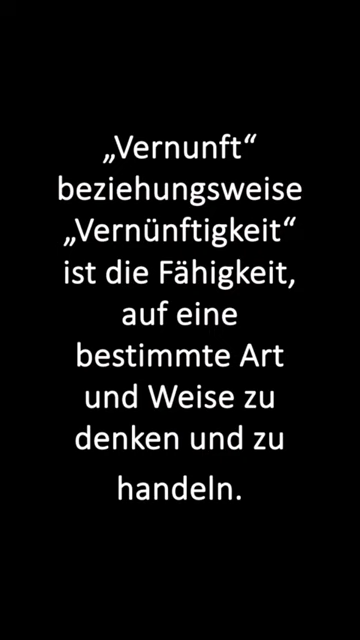 „Vernunft“
beziehungsweise
„Vernünftigkeit“
ist die Fähigkeit,
auf eine
bestimmte Art
und Weise zu
denken und zu
handeln.